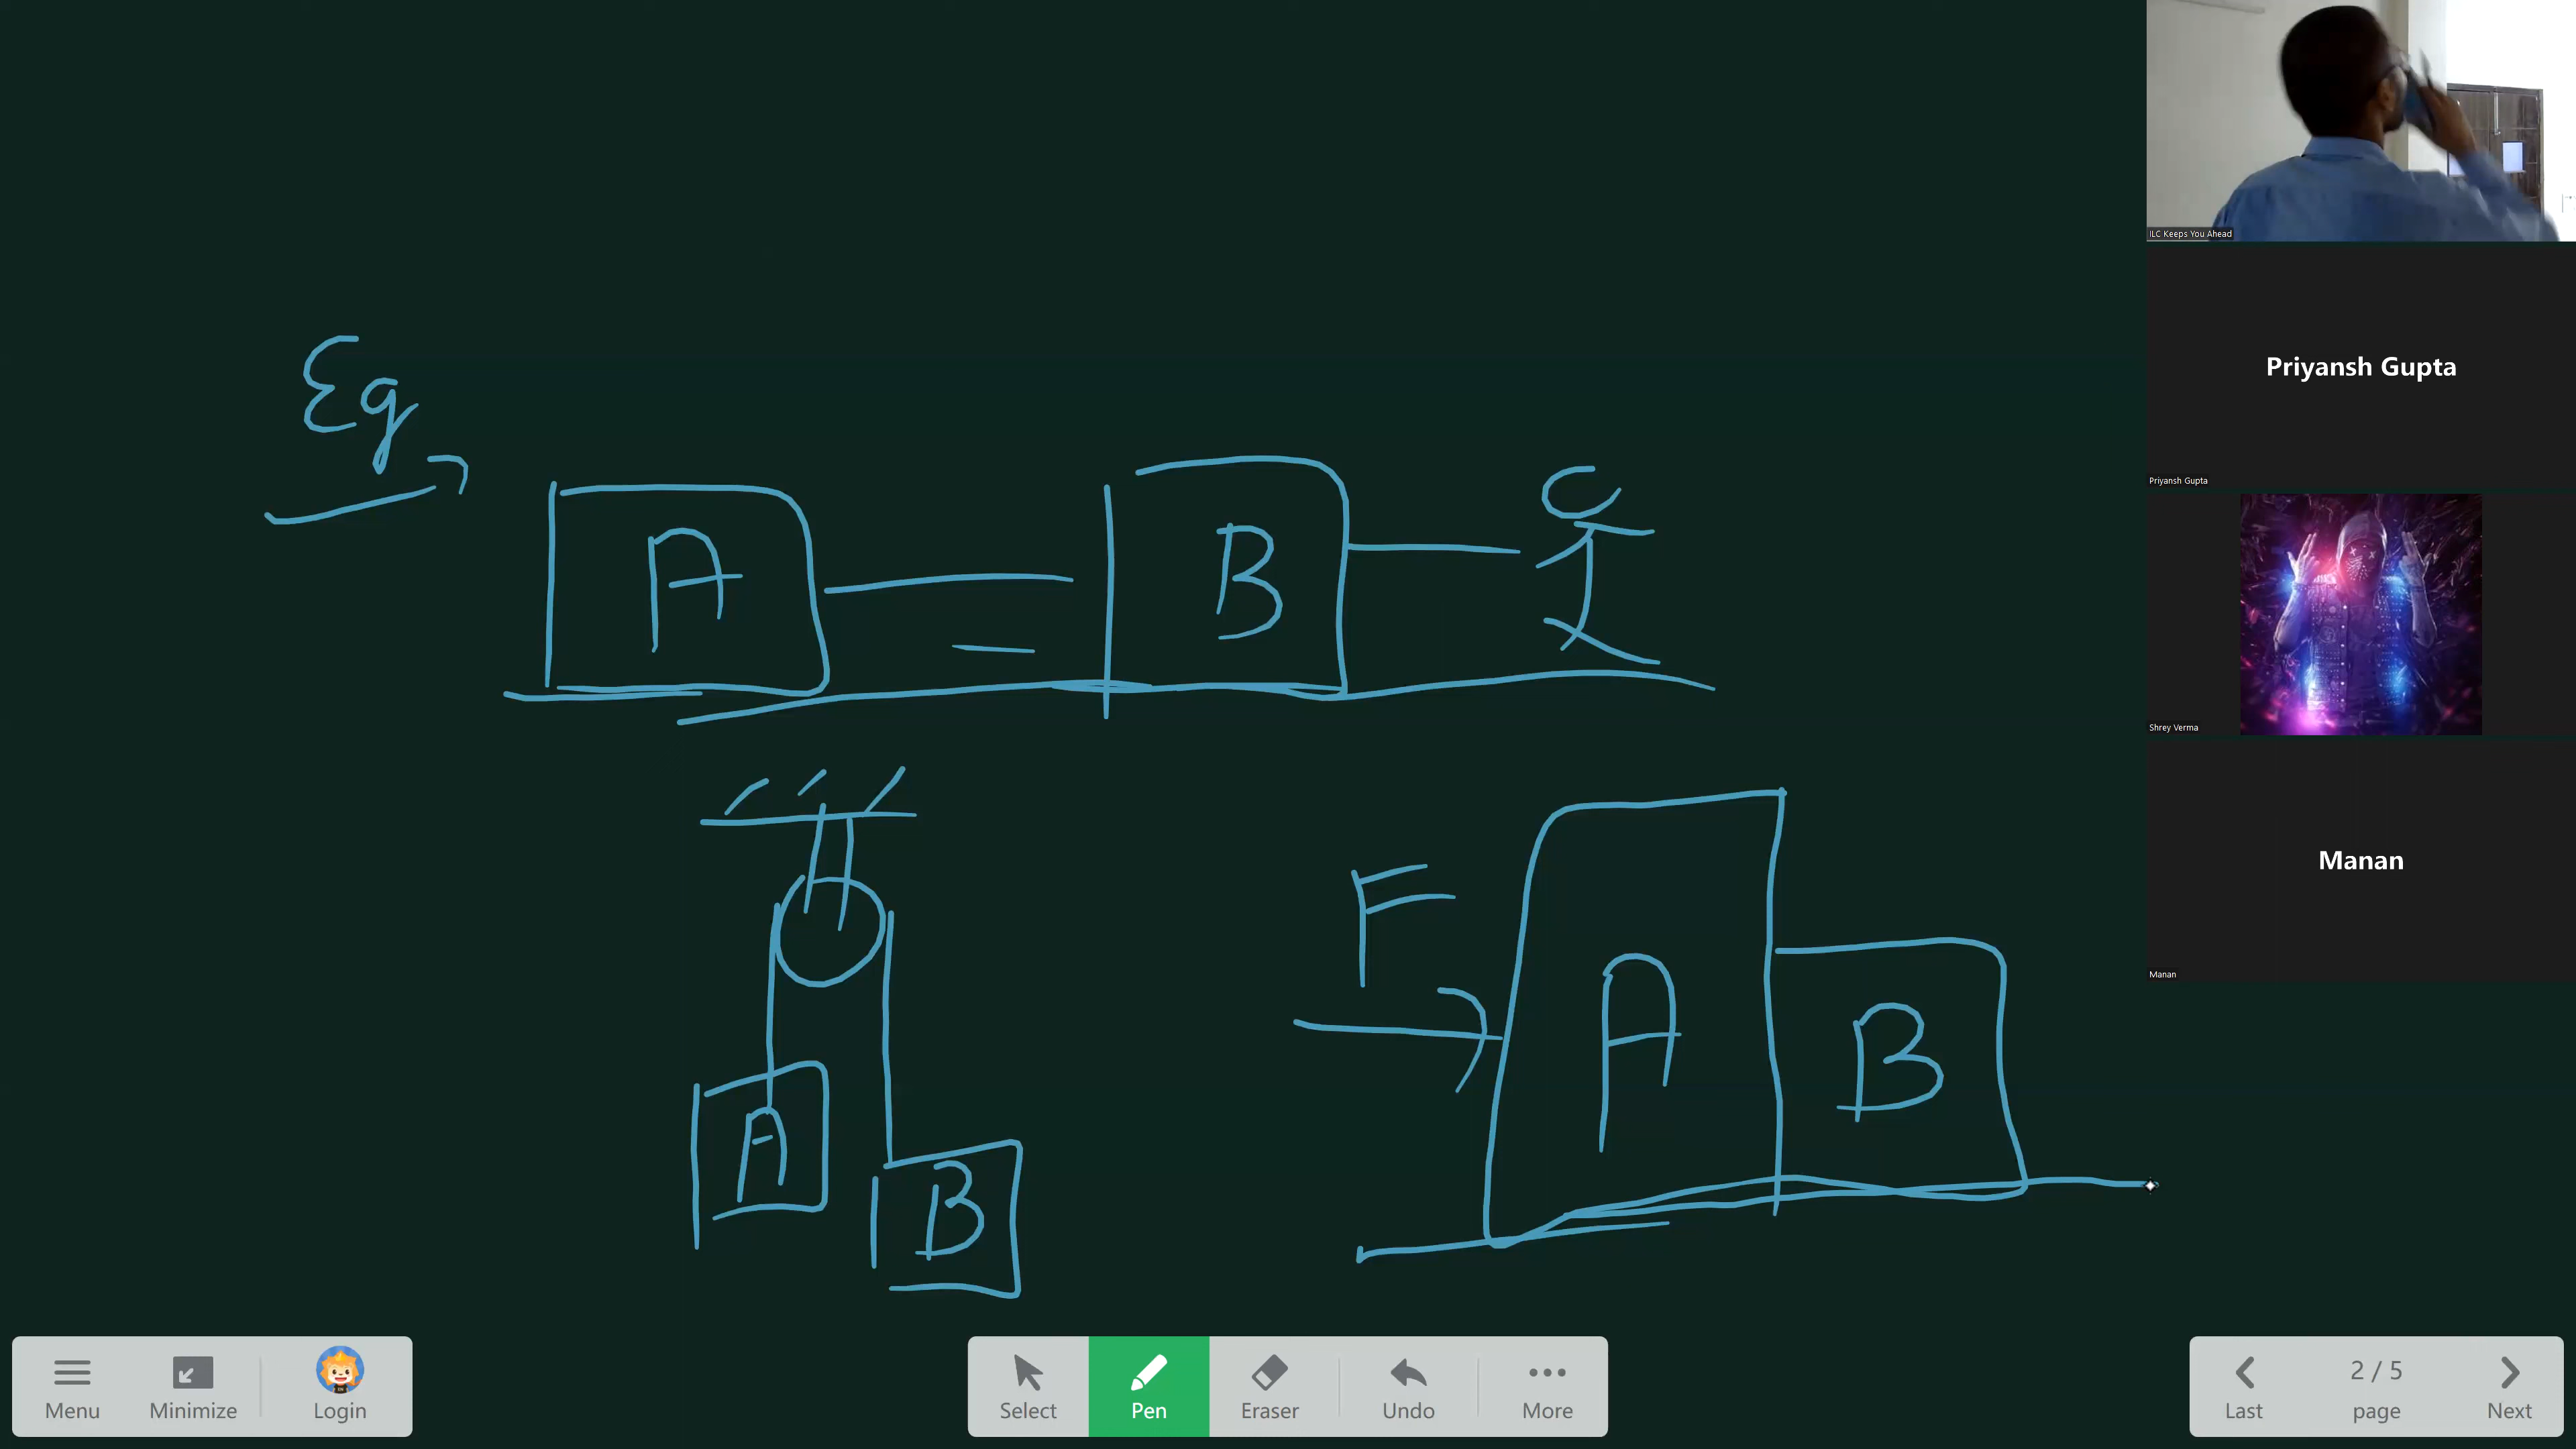 ILC Keeps You Ahead
Priyansh Gupta
Priyansh Gupta
Eg
A
B
Shrey Verma
Manan
Manan
F
A
B
A
B
Menu
Minimize
Login
Select
Pen
Eraser
Undo
More
Last
2 / 5
page
Next